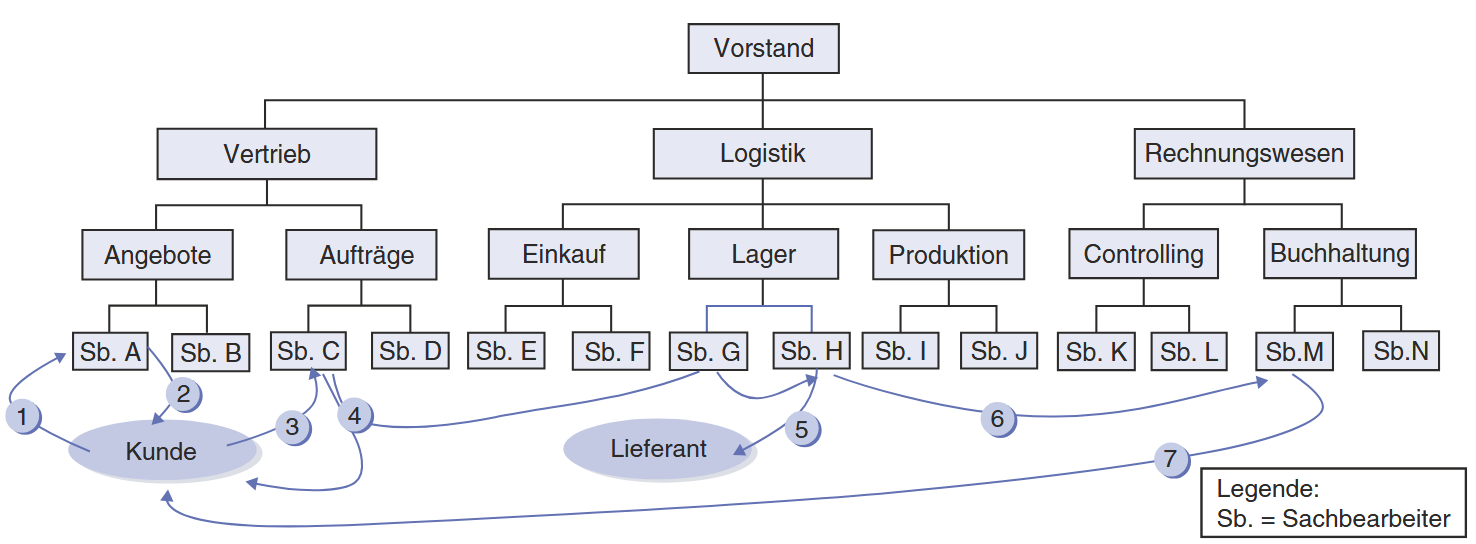 Vorstand
Vertrieb
Logistik
Rechnungswesen
Angebote
Aufträge
Einkauf
Lager
Produktion
Controlling
Buchhaltung
Sb. A
Sb. B
Sb. C
Sb. D
Sb. E
Sb. F
Sb. G
Sb. H
Sb. I
Sb. J
Sb. K
Sb. L
Sb.M
Sb.N
1
2
3
4
5
6
7
Kunde
Lieferant
Legende:
Sb. = Sachbearbeiter